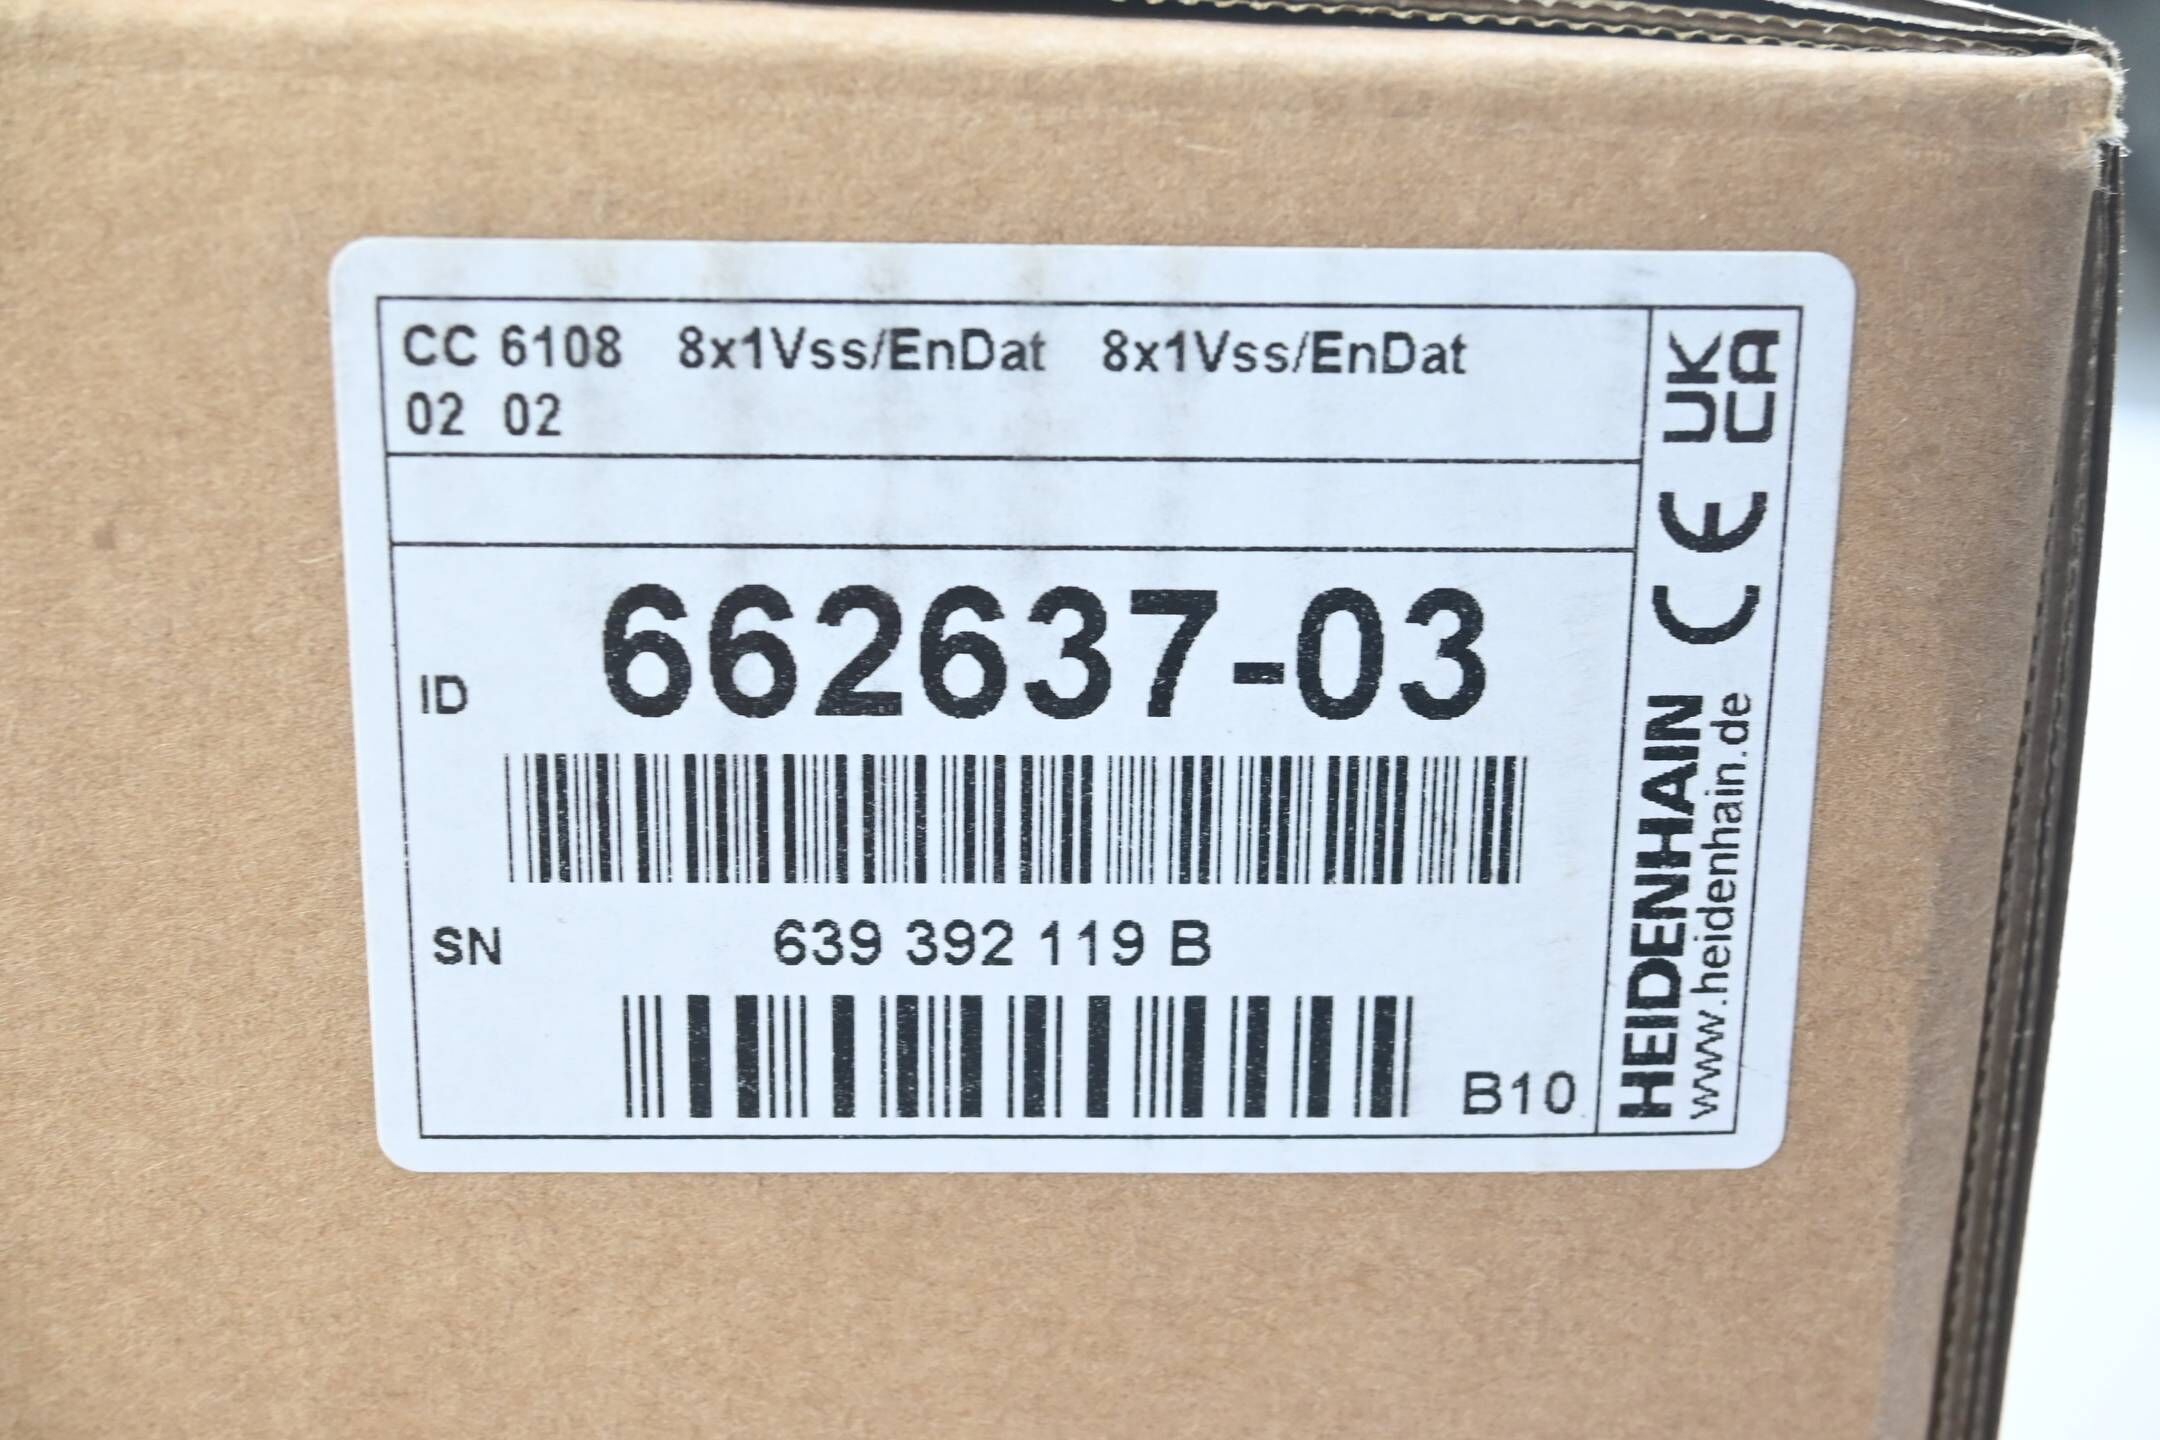 CC 6108 8x1Vss/EnDat 8x1Vss/EnDat
02 02
ID 662637-03
SN 639 392 119 B
B10
HEIDENHAIN
www.heidenhain.de
CE
UK
CA